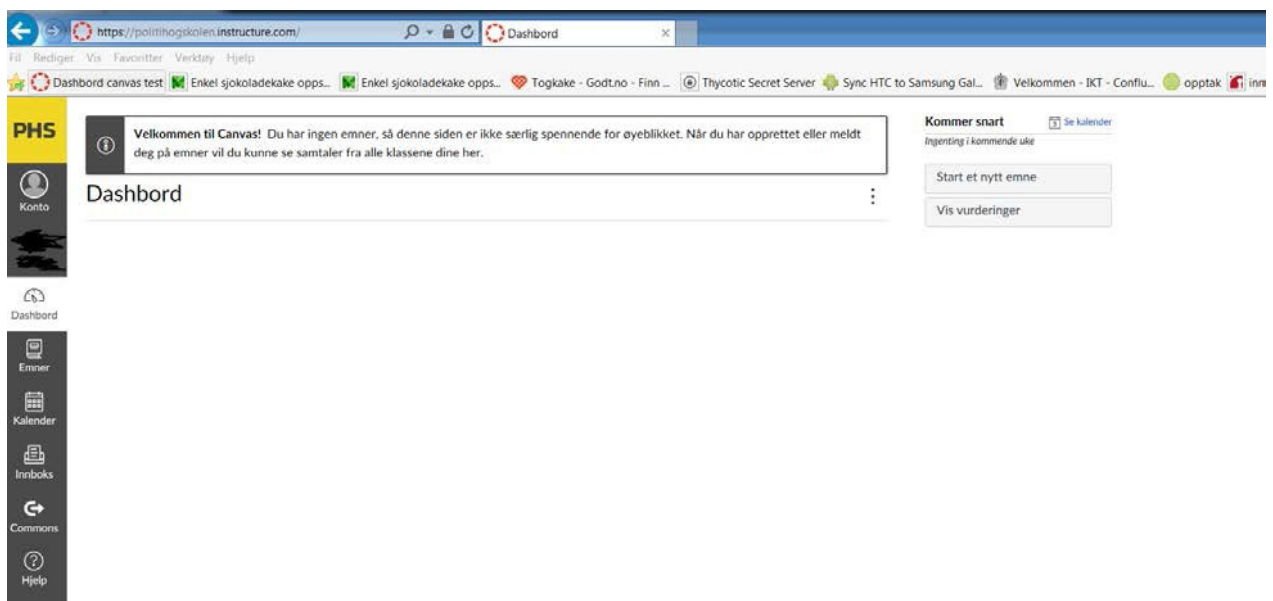 https://politihogskolen.instructure.com/
Dashbord
Fil Rediger Vis Favoritter Verktøy Hjelp
Dashbord canvas test Enkel sjokoladekake opps... Enkel sjokoladekake opps... Togkake - Godt.no - Finn ... Thycotic Secret Server Sync HTC to Samsung Gal... Velkommen - IKT - Conflu... opptak
PHS
Velkommen til Canvas! Du har ingen emner, så denne siden er ikke særlig spennende for øyeblikket. Når du har opprettet eller meldt
deg på emner vil du kunne se samtaler fra alle klassene dine her.
Kommer snart Se kalender
Ingenting i kommende uke
Start et nytt emne
Vis vurderinger
Dashbord
Konto
Dashbord
Emner
Kalender
Innboks
Commons
Hjelp